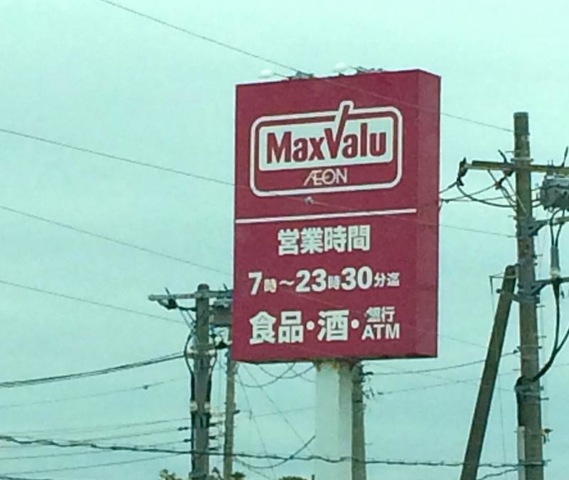 MaxValu
ÆON
営業時間
7時～23時30分迄
食品・酒・銀行ATM